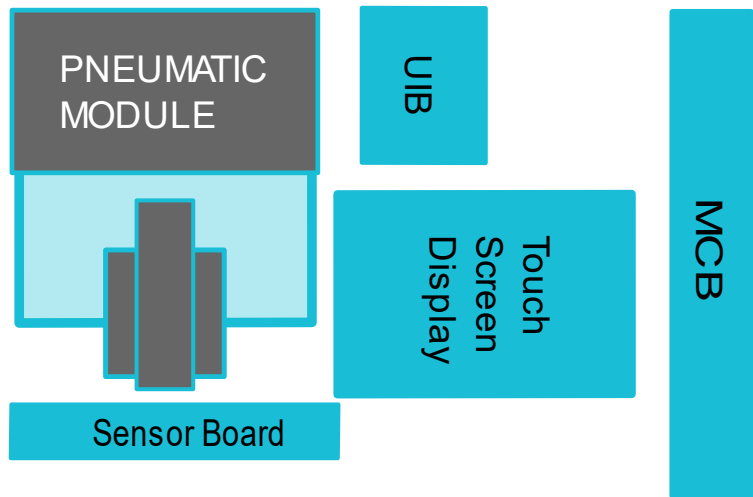 PNEUMATIC
MODULE
UIB
Touch
Screen
Display
MCB
Sensor Board